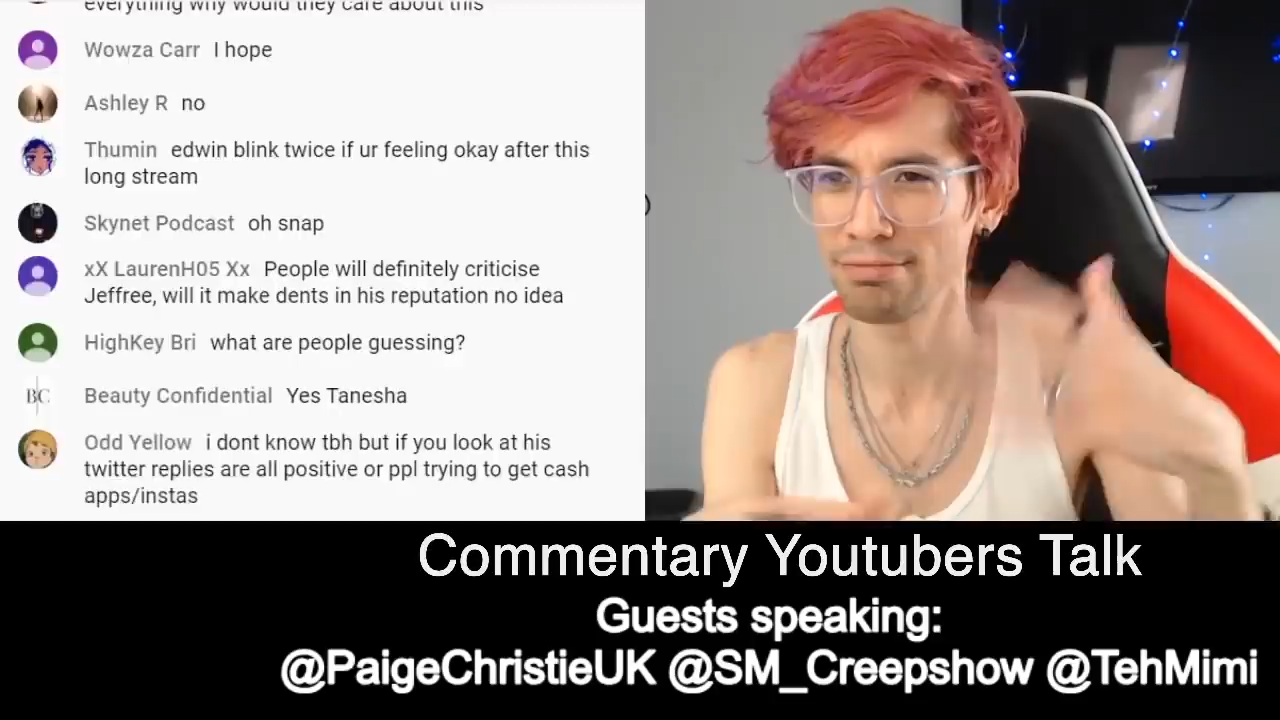 everything why would they care about this
Wowza Carr I hope
Ashley R no
Thumin edwin blink twice if ur feeling okay after this
long stream
Skynet Podcast oh snap
xX LaurenH05 Xx People will definitely criticise
Jeffree, will it make dents in his reputation no idea
HighKey Bri what are people guessing?
BC Beauty Confidential Yes Tanesha
Odd Yellow i dont know tbh but if you look at his
twitter replies are all positive or ppl trying to get cash
apps/instas
Commentary Youtubers Talk
Guests speaking:
@PaigeChristieUK @SM_Creepshow @TehMimi